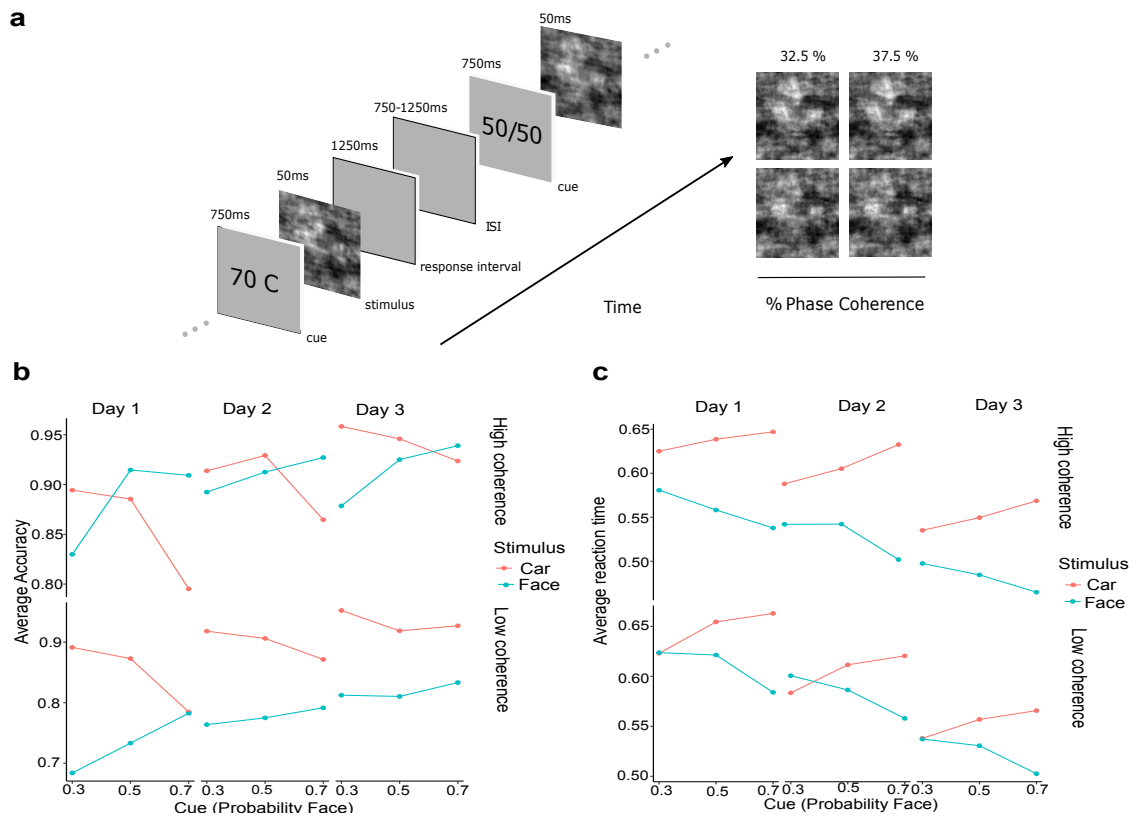 a
50ms
750ms
32.5 %
37.5 %
750-1250ms
50/50
1250ms
cue
50ms
ISI
750ms
response interval
70 C
stimulus
Time
% Phase Coherence
cue
b
Day 1
Day 2
Day 3
High coherence
0.95
0.90
0.85
0.80
Average Accuracy
Stimulus
Car
Face
Low coherence
0.9
0.8
0.7
0.3
0.5
0.7
0.3
0.5
0.7
0.3
0.5
0.7
Cue (Probability Face)
c
Day 1
Day 2
Day 3
High coherence
0.65
0.60
0.55
0.50
Average reaction time
Stimulus
Car
Face
Low coherence
0.65
0.60
0.55
0.50
0.3
0.5
0.7
0.3
0.5
0.7
0.3
0.5
0.7
Cue (Probability Face)